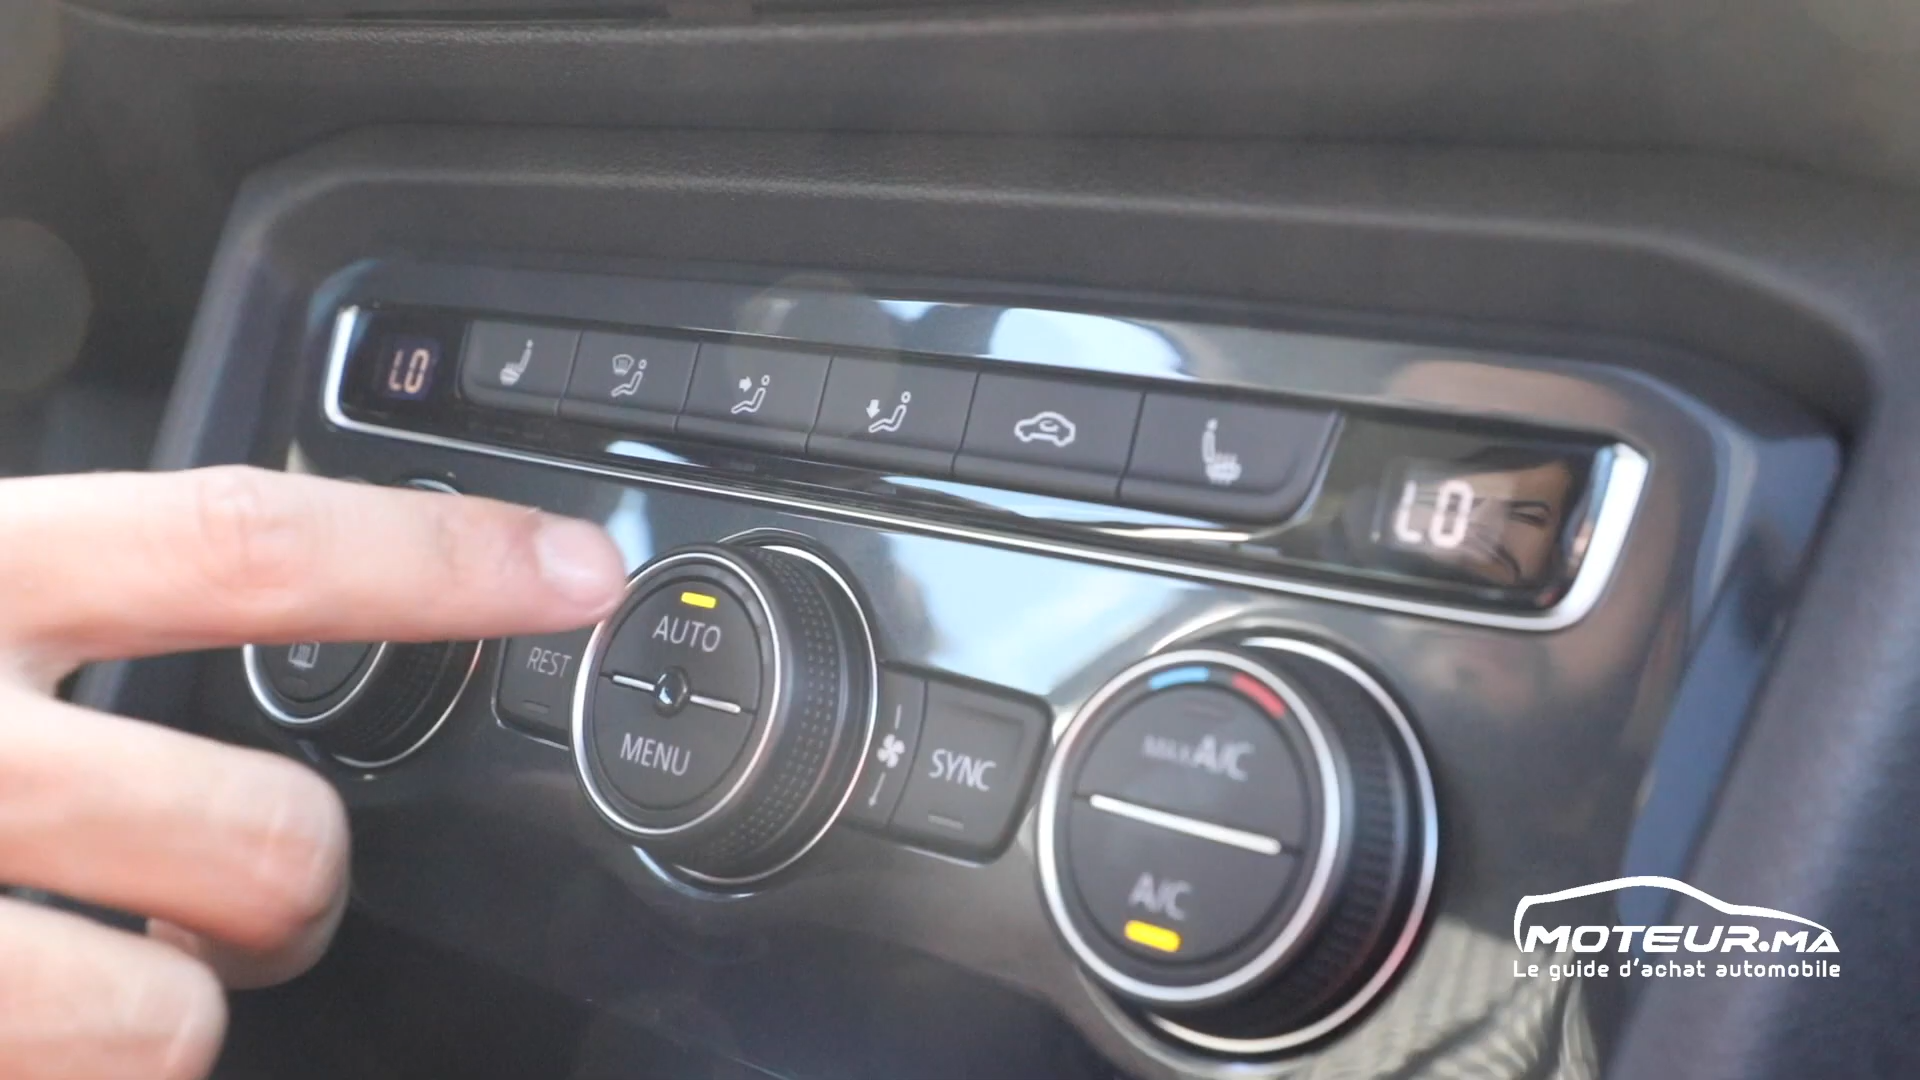 LO
LO
AUTO
REST
MENU
SYNC
MAX A/C
A/C
MOTEUR.MA
Le guide d'achat automobile